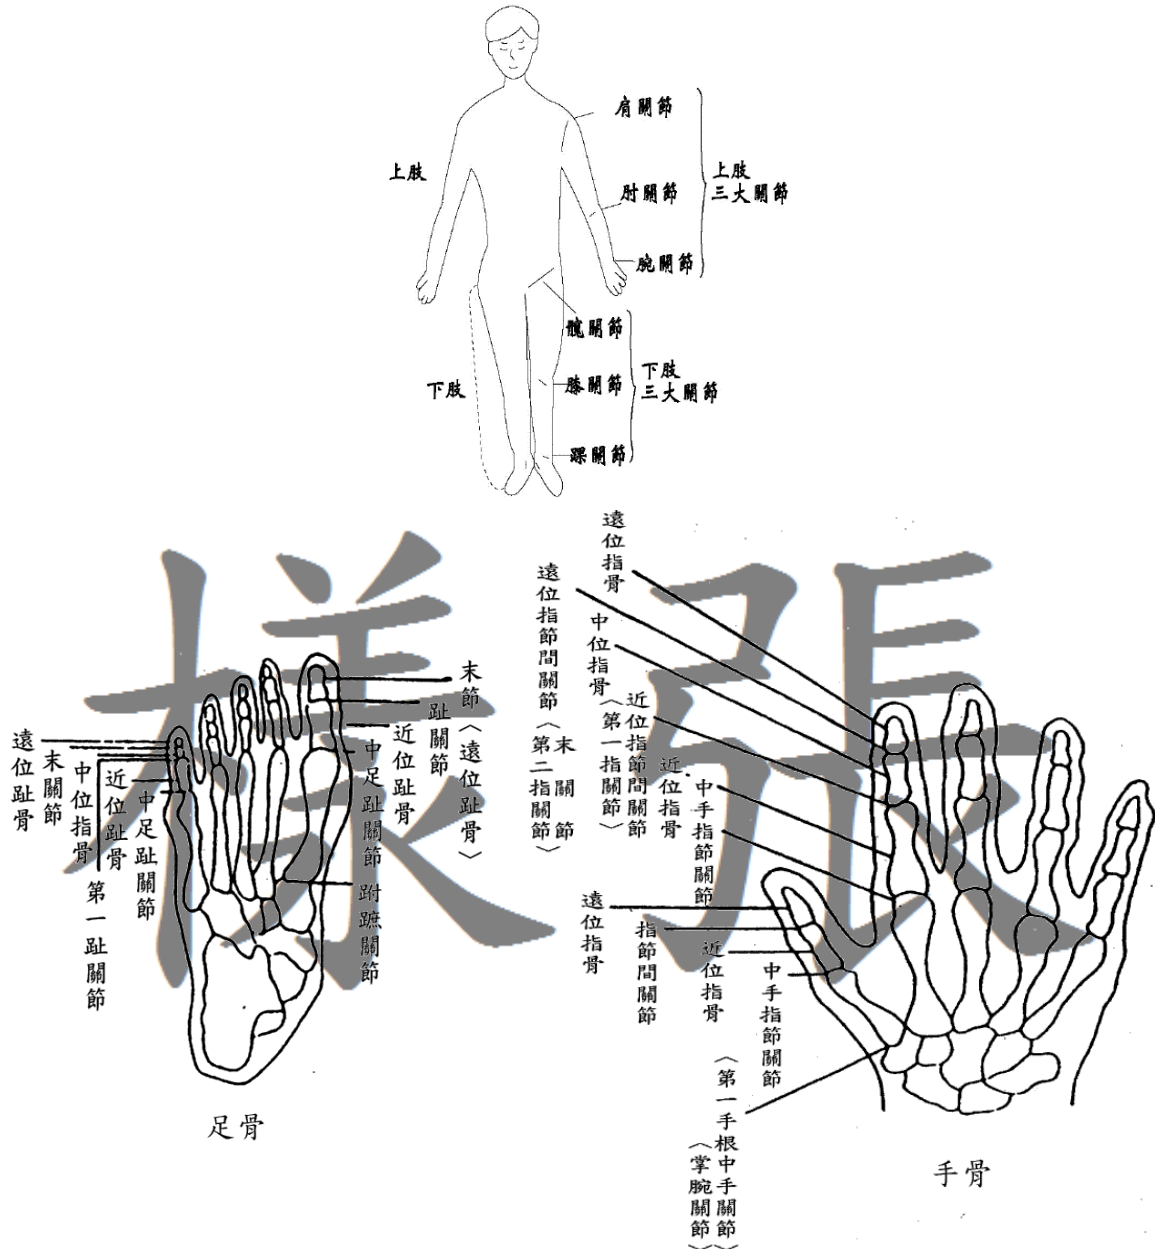 肩關節
上肢
上肢
三大關節
肘關節
腕關節
髖關節
下肢
下肢
三大關節
膝關節
踝關節
樣張
遠位趾骨
末關節
中位指骨
第一趾關節
近位趾骨
中足趾關節
末節(遠位趾骨)
趾關節
近位趾骨
中足趾關節
跗蹠關節
足骨
遠位指骨
遠位指節間關節
末關節
(第二指關節)
中位指骨
近位指節間關節
(第一指關節)
近位指骨
中手指節關節
遠位指骨
指節間關節
近位指骨
中手指節關節
(第一手根中手關節)
(掌腕關節)
手骨